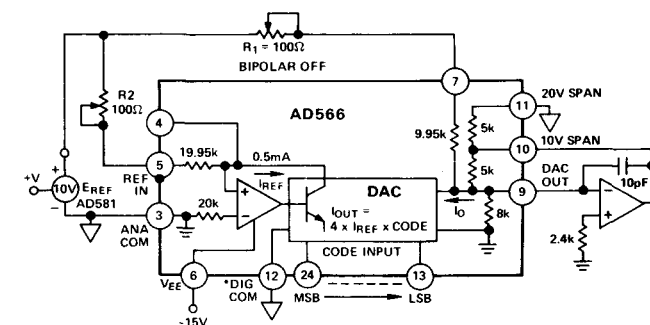 R1 = 100Ω
BIPOLAR OFF
7
AD566
R2
100Ω
4
11
20V SPAN
5k
9.95k
10
10V SPAN
5
19.95k
0.5mA
5k
REF
IN
IREF
DAC
9
DAC
OUT
10pF
+V
10V
+
−
EREF
AD581
3
ANA
COM
20k
+
−
IOUT =
4 x IREF x CODE
IO
8k
−
+
2.4k
CODE INPUT
6
VEE
12
*DIG
COM
24
MSB
13
LSB
-15V